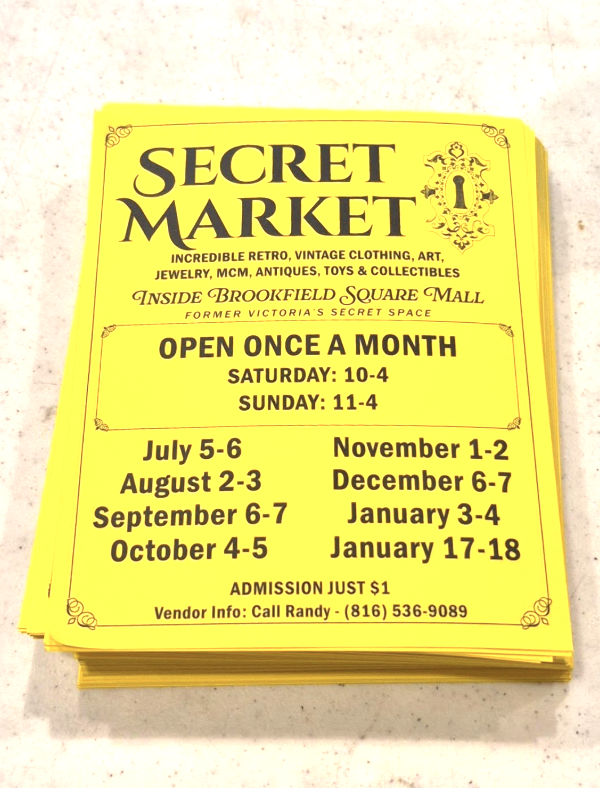 SECRET
MARKET
INCREDIBLE RETRO, VINTAGE CLOTHING, ART,
JEWELRY, MCM, ANTIQUES, TOYS & COLLECTIBLES
INSIDE BROOKFIELD SQUARE MALL
FORMER VICTORIA'S SECRET SPACE
OPEN ONCE A MONTH
SATURDAY: 10-4
SUNDAY: 11-4
July 5-6
August 2-3
September 6-7
October 4-5
November 1-2
December 6-7
January 3-4
January 17-18
ADMISSION JUST $1
Vendor Info: Call Randy - (816) 536-9089